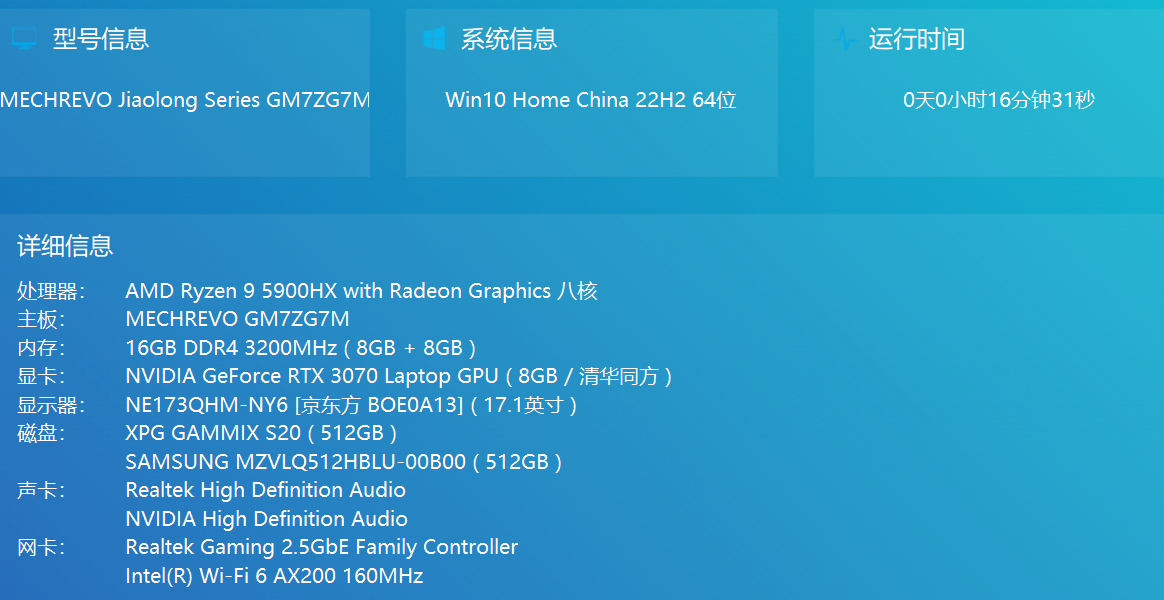 型号信息
MECHREVO Jiaolong Series GM7ZG7M
系统信息
Win10 Home China 22H2 64位
运行时间
0天0小时16分钟31秒
详细信息
处理器： AMD Ryzen 9 5900HX with Radeon Graphics 八核
主板： MECHREVO GM7ZG7M
内存： 16GB DDR4 3200MHz ( 8GB + 8GB )
显卡： NVIDIA GeForce RTX 3070 Laptop GPU ( 8GB / 清华同方 )
显示器： NE173QHM-NY6 [京东方 BOE0A13] ( 17.1英寸 )
磁盘： XPG GAMMIX S20 ( 512GB )
SAMSUNG MZVLQ512HBLU-00B00 ( 512GB )
声卡： Realtek High Definition Audio
NVIDIA High Definition Audio
网卡： Realtek Gaming 2.5GbE Family Controller
Intel(R) Wi-Fi 6 AX200 160MHz